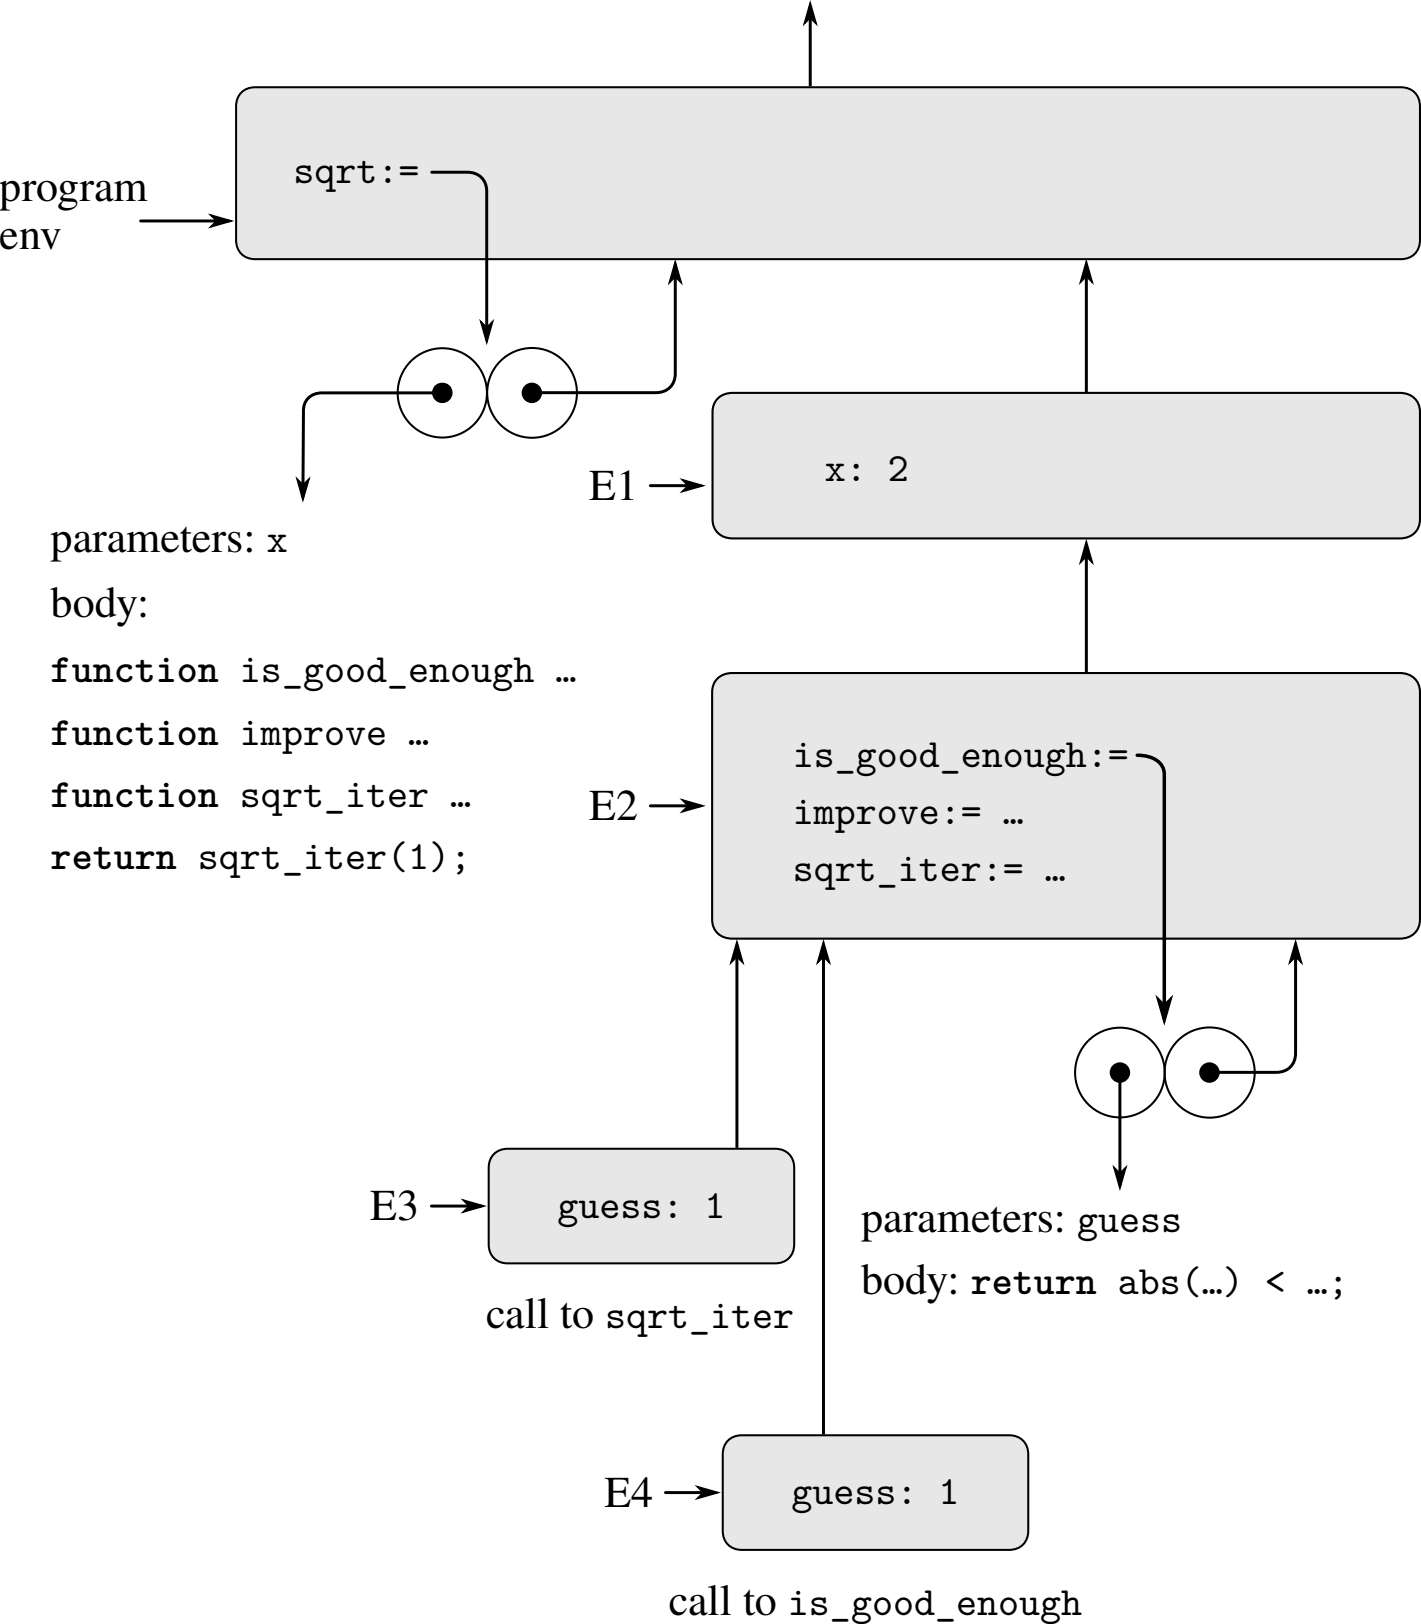 sqrt:=
program
env
x: 2
E1
parameters: x
body:
function is_good_enough …
function improve …
function sqrt_iter …
return sqrt_iter(1);
is_good_enough:=
improve:= …
sqrt_iter:= …
E2
E3
guess: 1
call to sqrt_iter
parameters: guess
body: return abs(…) < …;
E4
guess: 1
call to is_good_enough